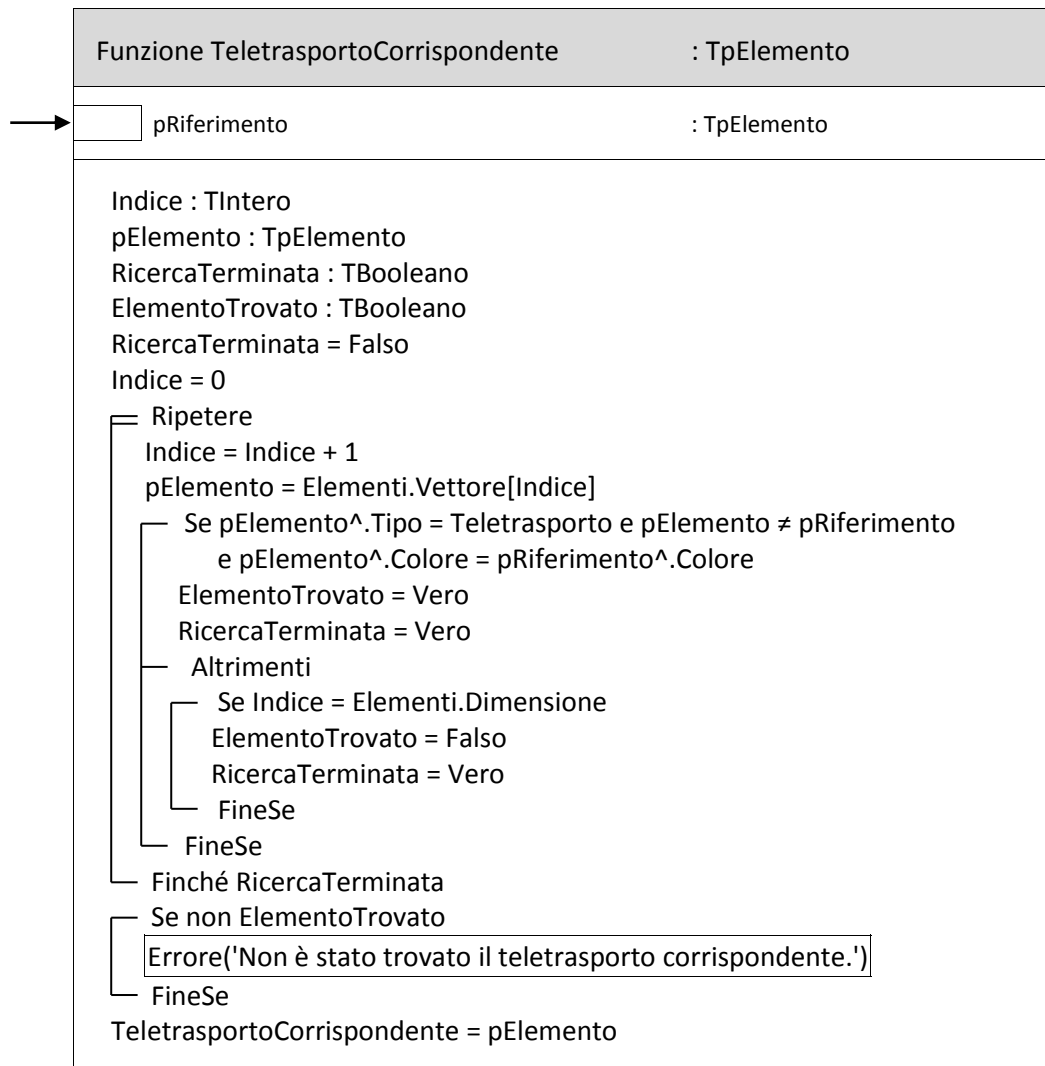 Funzione TeletrasportoCorrispondente : TpElemento
pRiferimento : TpElemento
Indice : TIntero
pElemento : TpElemento
RicercaTerminata : TBooleano
ElementoTrovato : TBooleano
RicercaTerminata = Falso
Indice = 0
Ripetere
Indice = Indice + 1
pElemento = Elementi.Vettore[Indice]
Se pElemento^.Tipo = Teletrasporto e pElemento ≠ pRiferimento
e pElemento^.Colore = pRiferimento^.Colore
ElementoTrovato = Vero
RicercaTerminata = Vero
Altrimenti
Se Indice = Elementi.Dimensione
ElementoTrovato = Falso
RicercaTerminata = Vero
FineSe
FineSe
Finché RicercaTerminata
Se non ElementoTrovato
Errore('Non è stato trovato il teletrasporto corrispondente.')
FineSe
TeletrasportoCorrispondente = pElemento